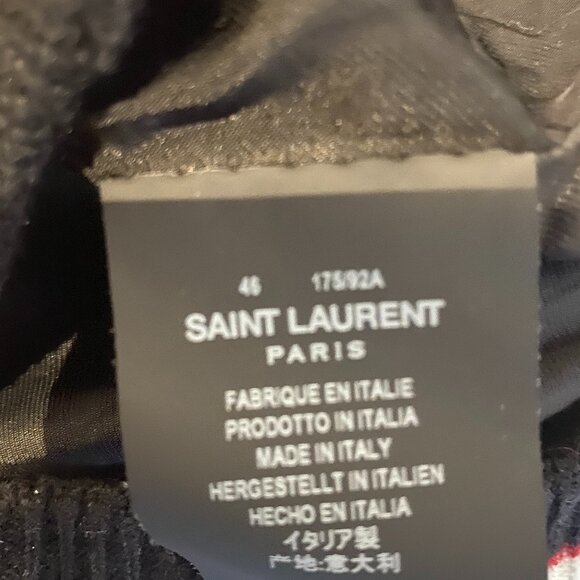 46 175/92A
SAINT LAURENT
PARIS
FABRIQUE EN ITALIE
PRODOTTO IN ITALIA
MADE IN ITALY
HERGESTELLT IN ITALIEN
HECHO EN ITALIA
イタリア製
产地:意大利